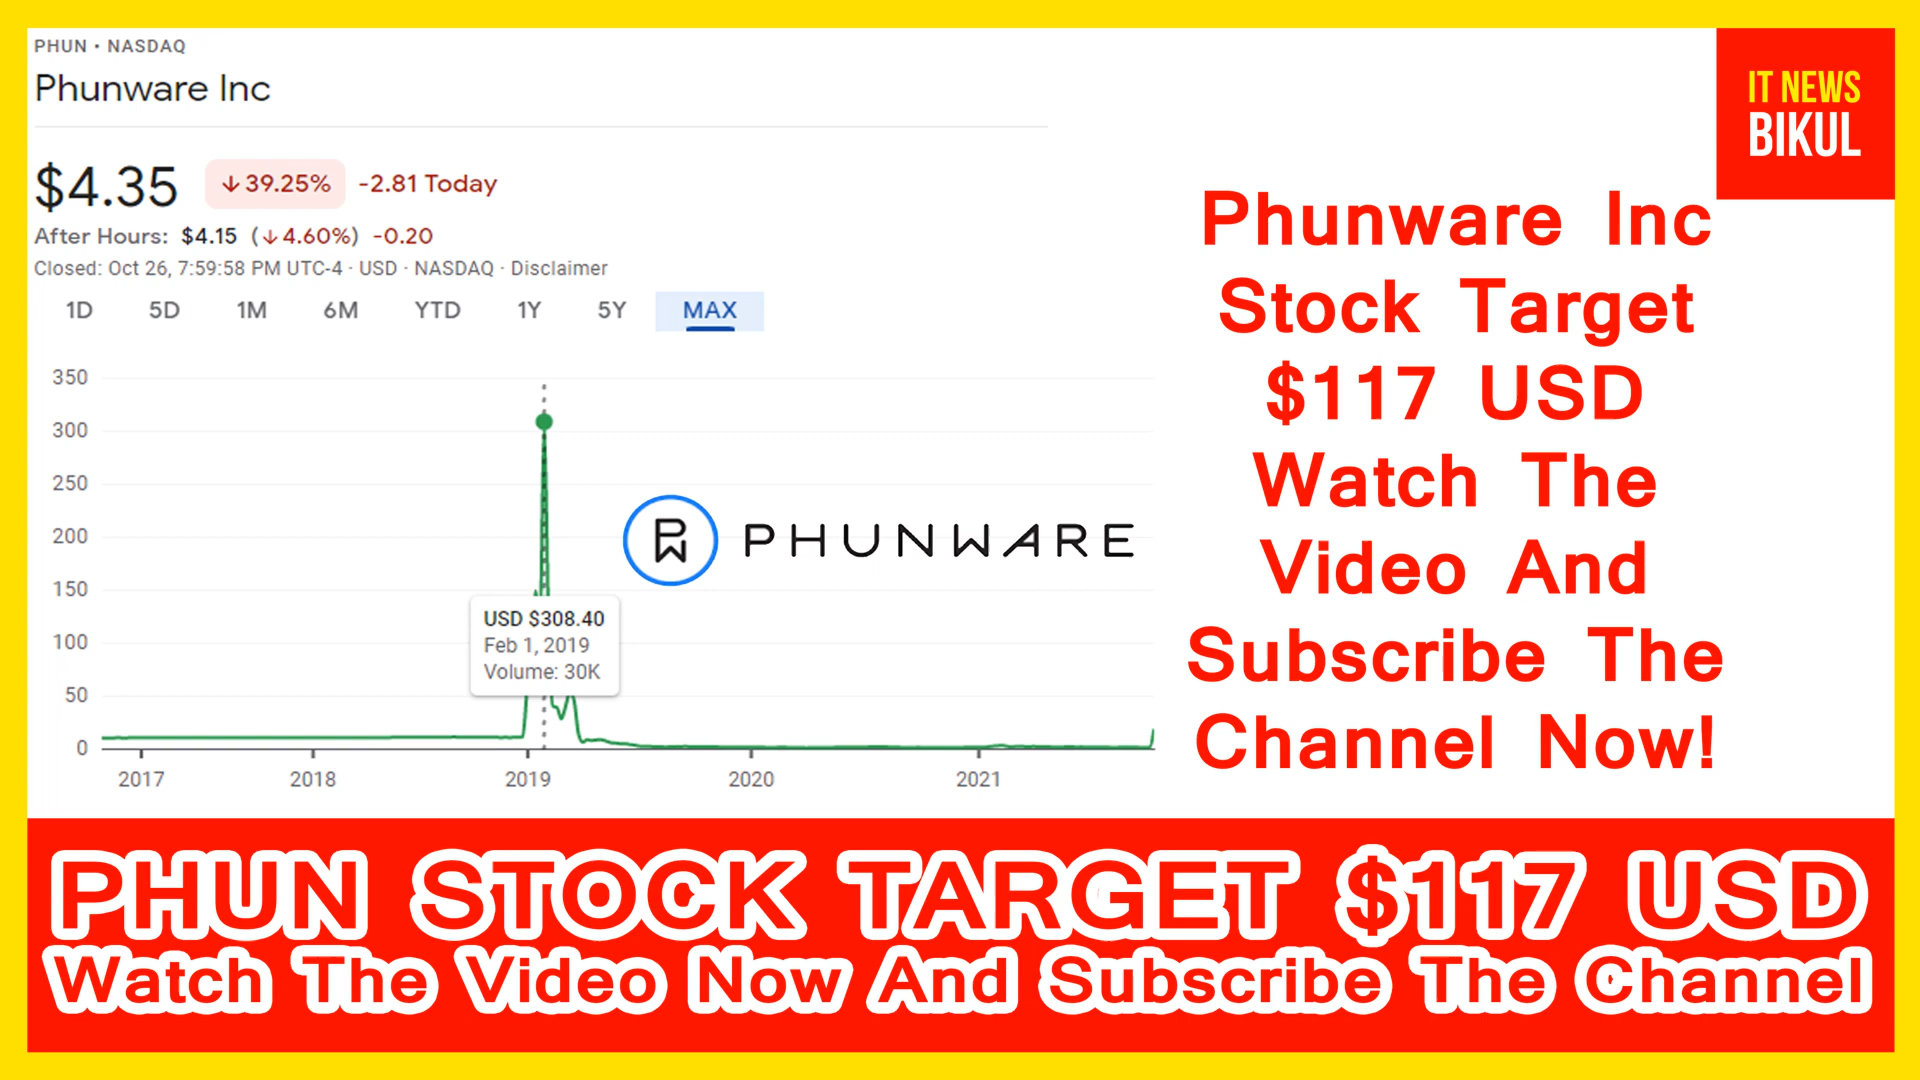 PHUN • NASDAQ
Phunware Inc
$4.35 ↓39.25% -2.81 Today
After Hours: $4.15 (↓4.60%) -0.20
Closed: Oct 26, 7:59:58 PM UTC-4 · USD · NASDAQ · Disclaimer
1D 5D 1M 6M YTD 1Y 5Y MAX
350
300
250
200
150
100
50
0
2017 2018 2019 2020 2021
USD $308.40
Feb 1, 2019
Volume: 30K
PW PHUNWARE
IT NEWS
BIKUL
Phunware Inc
Stock Target
$117 USD
Watch The
Video And
Subscribe The
Channel Now!
PHUN STOCK TARGET $117 USD
Watch The Video Now And Subscribe The Channel